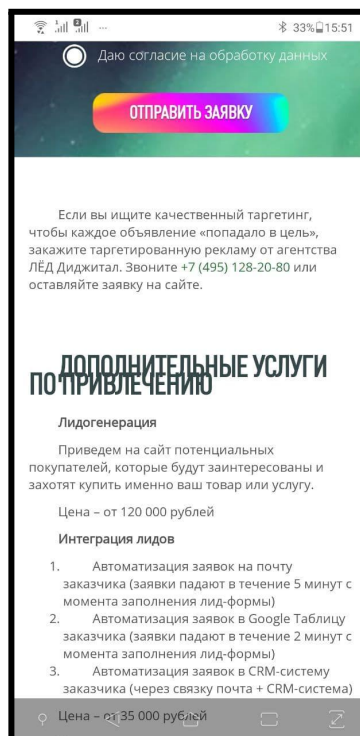 1 2 ... 33% 15:51
Даю согласие на обработку данных
ОТПРАВИТЬ ЗАЯВКУ
Если вы ищите качественный таргетинг,
чтобы каждое объявление «попадало в цель»,
закажите таргетированную рекламу от агентства
ЛЁД Диджитал. Звоните +7 (495) 128-20-80 или
оставляйте заявку на сайте.
ДОПОЛНИТЕЛЬНЫЕ УСЛУГИ
ПО ПРИВЛЕЧЕНИЮ
Лидогенерация
Приведем на сайт потенциальных
покупателей, которые будут заинтересованы и
захотят купить именно ваш товар или услугу.
Цена – от 120 000 рублей
Интеграция лидов
1. Автоматизация заявок на почту
заказчика (заявки падают в течение 5 минут с
момента заполнения лид-формы)
2. Автоматизация заявок в Google Таблицу
заказчика (заявки падают в течение 2 минут с
момента заполнения лид-формы)
3. Автоматизация заявок в CRM-систему
заказчика (через связку почта + CRM-система)
Цена – от 35 000 рублей